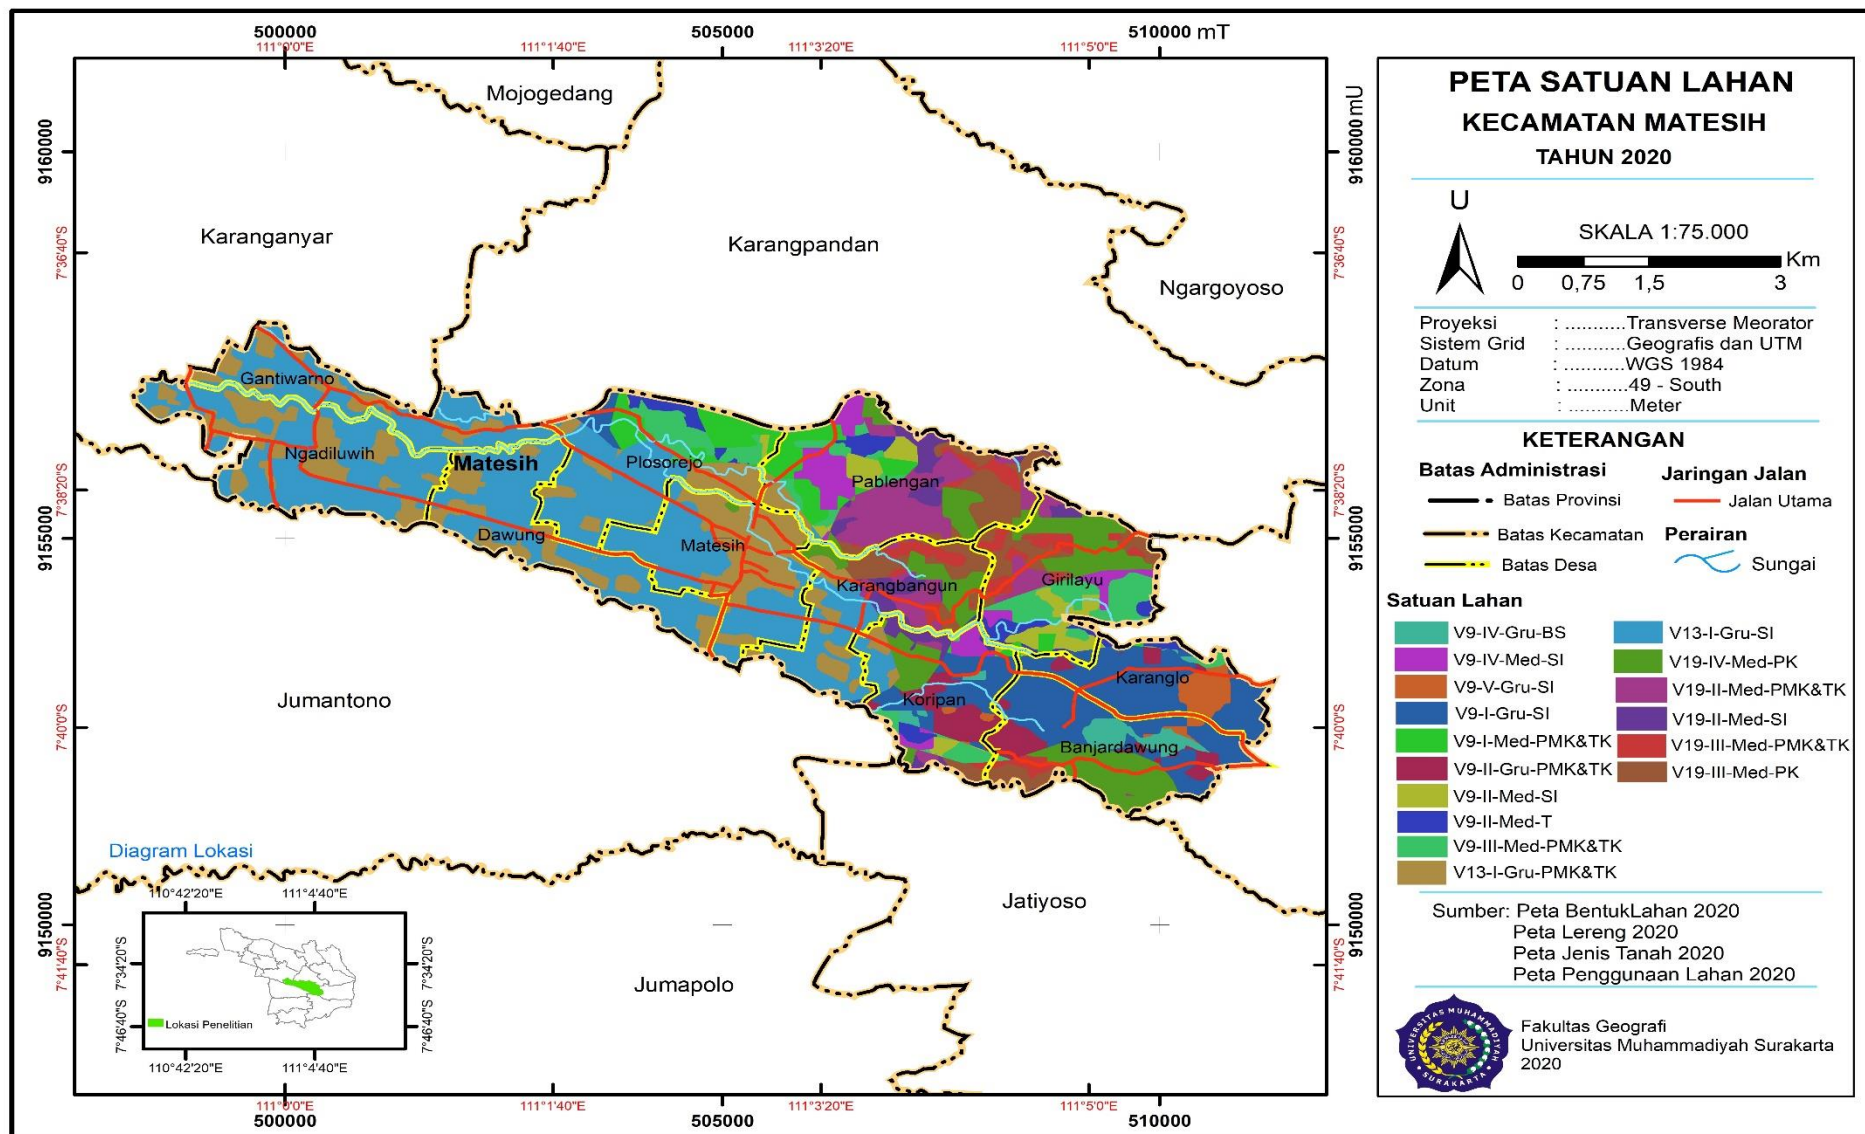 500000
505000
510000 mT
111°0'0"E
111°1'40"E
111°3'20"E
111°5'0"E
9160000
9155000
9150000
7°36'40"S
7°38'20"S
7°40'0"S
7°41'40"S
Mojogedang
Karanganyar
Karangpandan
Ngargoyoso
Gantiwarno
Ngadiluwih
Matesih
Plosorejo
Pablengan
Dawung
Matesih
Karangbangun
Girilayu
Koripan
Karanglo
Banjardawung
Jumantono
Jatiyoso
Jumapolo
9160000 mU
9155000
9150000
7°36'40"S
7°38'20"S
7°40'0"S
7°41'40"S
111°0'0"E
111°1'40"E
111°3'20"E
111°5'0"E
500000
505000
510000
Diagram Lokasi
110°42'20"E
111°4'40"E
7°34'20"S
7°46'40"S
7°34'20"S
7°46'40"S
Lokasi Penelitian
110°42'20"E
111°4'40"E
PETA SATUAN LAHAN
KECAMATAN MATESIH
TAHUN 2020
U
SKALA 1:75.000
Km
0 0,75 1,5 3
Proyeksi : ...........Transverse Meorator
Sistem Grid : ...........Geografis dan UTM
Datum : ...........WGS 1984
Zona : ...........49 - South
Unit : ...........Meter
KETERANGAN
Batas Administrasi
Batas Provinsi
Batas Kecamatan
Batas Desa
Jaringan Jalan
Jalan Utama
Perairan
Sungai
Satuan Lahan
V9-IV-Gru-BS
V9-IV-Med-SI
V9-V-Gru-SI
V9-I-Gru-SI
V9-I-Med-PMK&TK
V9-II-Gru-PMK&TK
V9-II-Med-SI
V9-II-Med-T
V9-III-Med-PMK&TK
V13-I-Gru-PMK&TK
V13-I-Gru-SI
V19-IV-Med-PK
V19-II-Med-PMK&TK
V19-II-Med-SI
V19-III-Med-PMK&TK
V19-III-Med-PK
Sumber: Peta BentukLahan 2020
Peta Lereng 2020
Peta Jenis Tanah 2020
Peta Penggunaan Lahan 2020
UNIVERSITAS MUHAMMADIYAH
SURAKARTA
Fakultas Geografi
Universitas Muhammadiyah Surakarta
2020